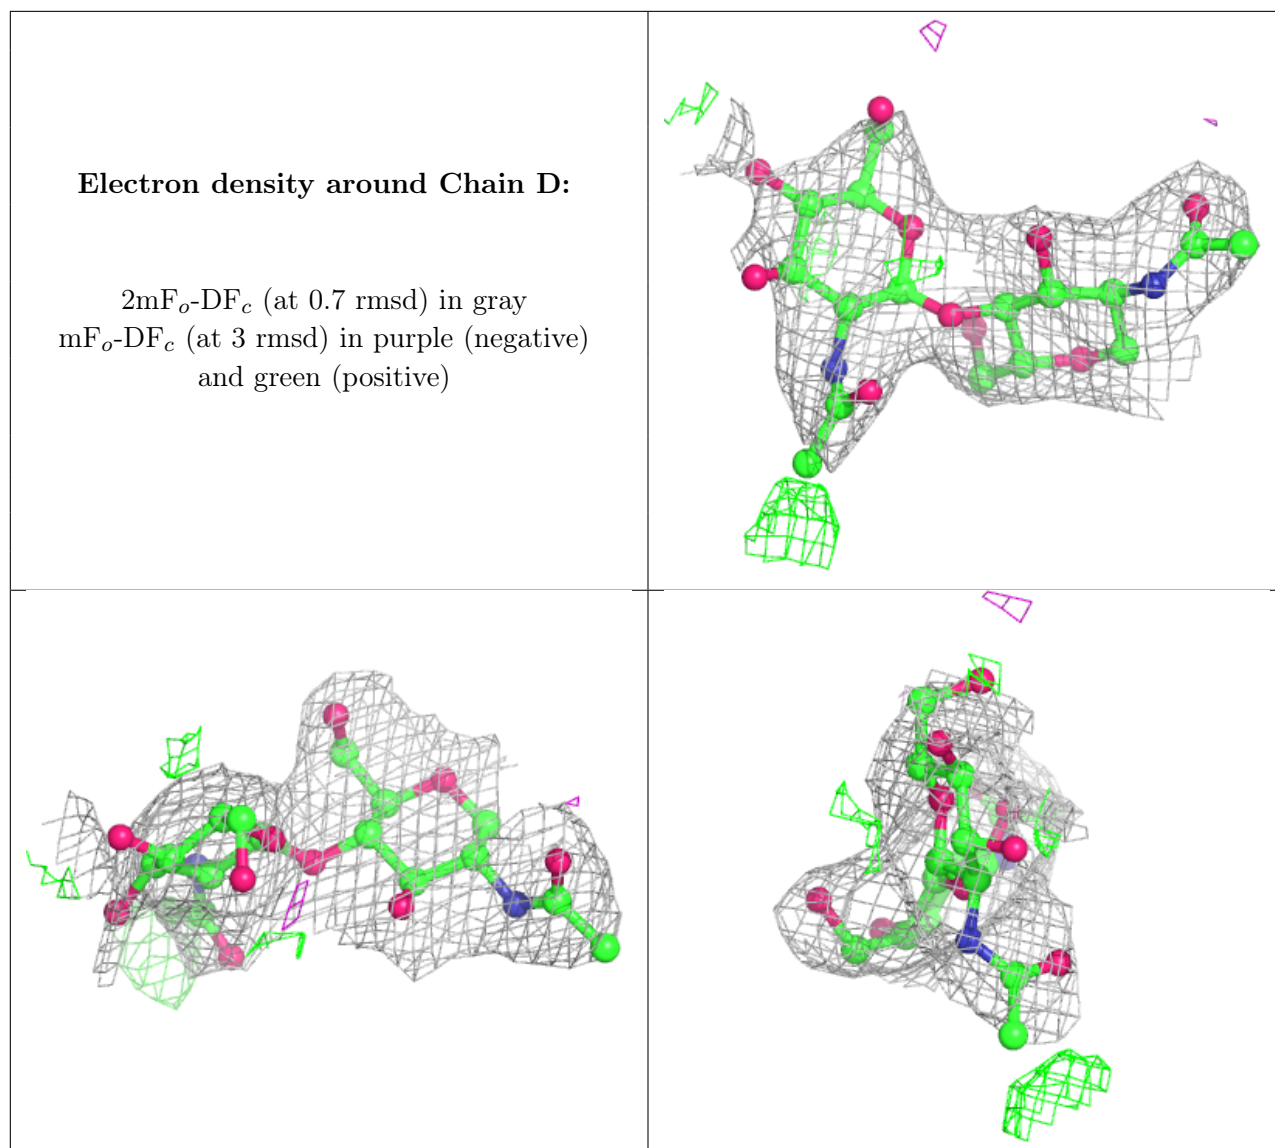 Electron density around Chain D:
2mFₒ-DF𝒸 (at 0.7 rmsd) in gray
mFₒ-DF𝒸 (at 3 rmsd) in purple (negative)
and green (positive)